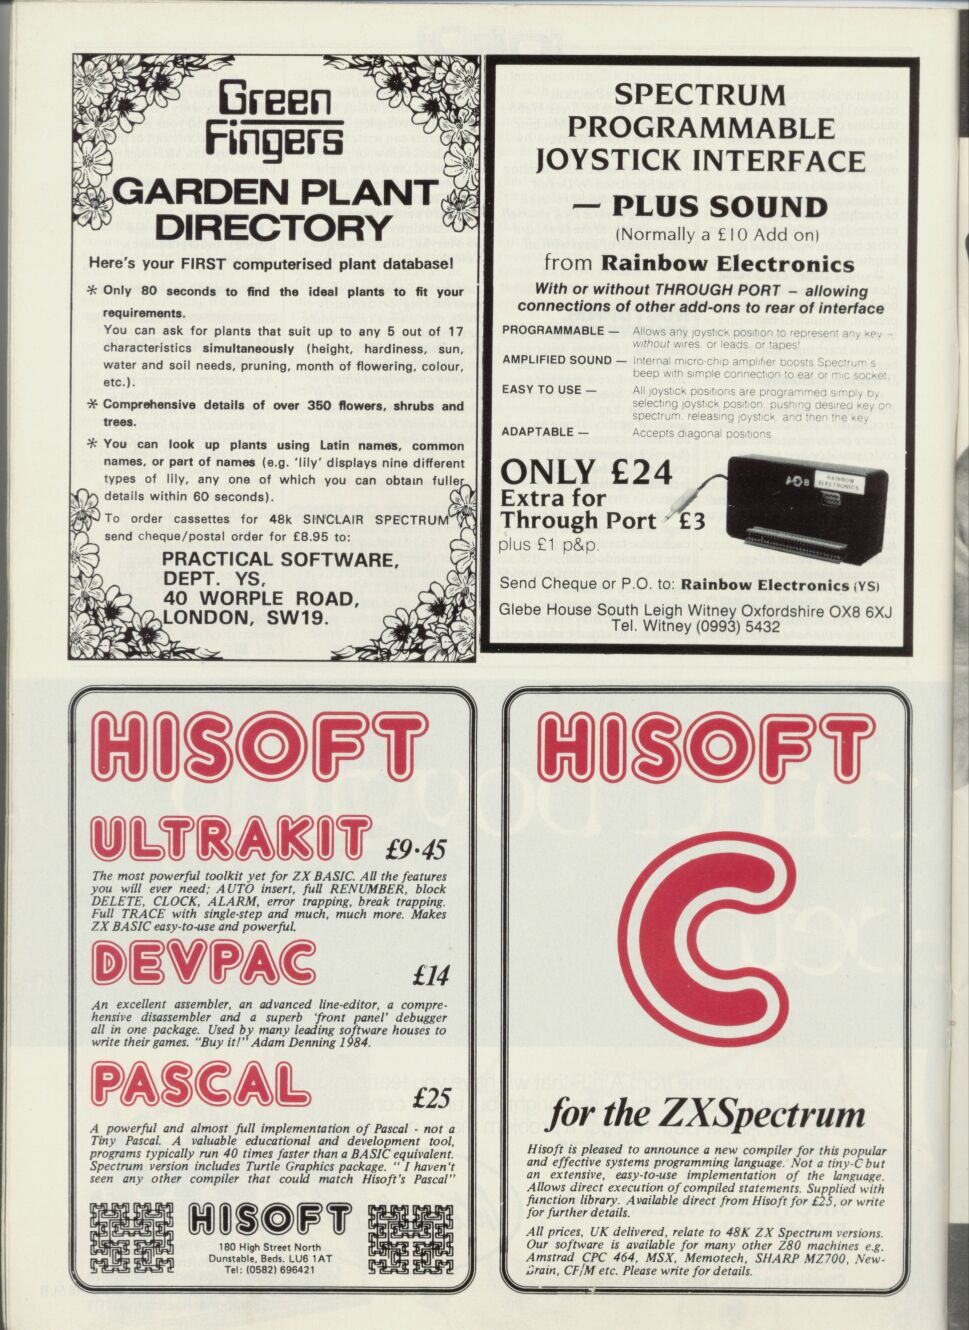 Green
Fingers
GARDEN PLANT
DIRECTORY
Here's your FIRST computerised plant database!
* Only 80 seconds to find the ideal plants to fit your
requirements.
You can ask for plants that suit up to any 5 out of 17
characteristics simultaneously (height, hardiness, sun,
water and soil needs, pruning, month of flowering, colour,
etc.).
* Comprehensive details of over 350 flowers, shrubs and
trees.
* You can look up plants using Latin names, common
names, or part of names (e.g. 'lily' displays nine different
types of lily, any one of which you can obtain fuller
details within 60 seconds).
To order cassettes for 48k SINCLAIR SPECTRUM
send cheque/postal order for £8.95 to:
PRACTICAL SOFTWARE,
DEPT. YS,
40 WORPLE ROAD,
LONDON, SW19.
SPECTRUM
PROGRAMMABLE
JOYSTICK INTERFACE
— PLUS SOUND
(Normally a £10 Add on)
from Rainbow Electronics
With or without THROUGH PORT – allowing
connections of other add-ons to rear of interface
PROGRAMMABLE — Allows any joystick position to represent any key –
without wires, or leads, or tapes!
AMPLIFIED SOUND — Internal micro-chip amplifier boosts Spectrum's
beep with simple connection to ear or mic socket.
EASY TO USE — All joystick positions are programmed simply by
selecting joystick position, pushing desired key on
spectrum, releasing joystick, and then the key.
ADAPTABLE — Accepts diagonal positions
ONLY £24
Extra for
Through Port £3
plus £1 p&p.
RAINBOW
ELECTRONICS
Send Cheque or P.O. to: Rainbow Electronics (YS)
Glebe House South Leigh Witney Oxfordshire OX8 6XJ
Tel. Witney (0993) 5432
HISOFT
ULTRAKIT £9·45
The most powerful toolkit yet for ZX BASIC. All the features
you will ever need; AUTO insert, full RENUMBER, block
DELETE, CLOCK, ALARM, error trapping, break trapping.
Full TRACE with single-step and much, much more. Makes
ZX BASIC easy-to-use and powerful.
DEVPAC £14
An excellent assembler, an advanced line-editor, a compre-
hensive disassembler and a superb 'front panel' debugger
all in one package. Used by many leading software houses to
write their games. "Buy it!" Adam Denning 1984.
PASCAL £25
A powerful and almost full implementation of Pascal - not a
Tiny Pascal. A valuable educational and development tool,
programs typically run 40 times faster than a BASIC equivalent.
Spectrum version includes Turtle Graphics package. " I haven't
seen any other compiler that could match Hisoft's Pascal"
HISOFT
180 High Street North
Dunstable, Beds. LU6 1AT
Tel: (0582) 696421
HISOFT
C
for the ZXSpectrum
Hisoft is pleased to announce a new compiler for this popular
and effective systems programming language. Not a tiny-C but
an extensive, easy-to-use implementation of the language.
Allows direct execution of compiled statements. Supplied with
function library. Available direct from Hisoft for £25, or write
for further details.
All prices, UK delivered, relate to 48K ZX Spectrum versions.
Our software is available for many other Z80 machines e.g.
Amstrad CPC 464, MSX, Memotech, SHARP MZ700, New-
Brain, CP/M etc. Please write for details.